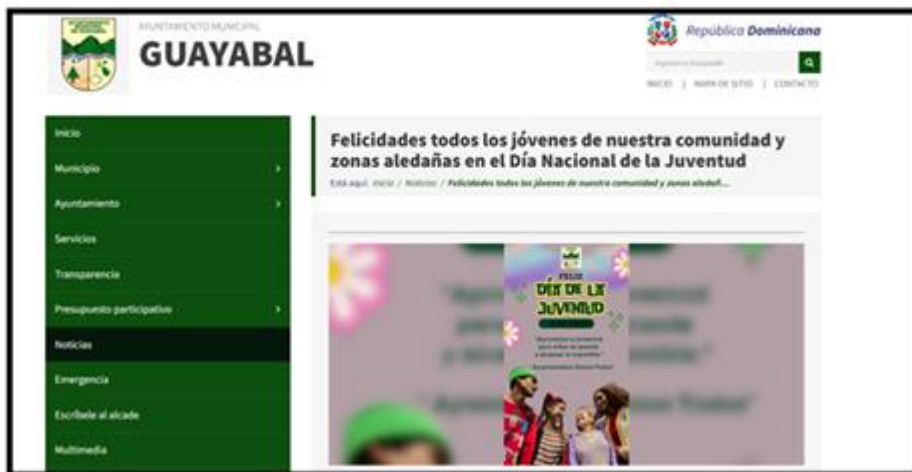 AYUNTAMIENTO MUNICIPAL
GUAYABAL
República Dominicana
INICIO | MAPA DE SITIO | CONTACTO
Inicio
Municipio
Ayuntamiento
Servicios
Transparencia
Presupuesto participativo
Noticias
Emergencia
Escríbele al alcade
Multimedia
Felicidades todos los jóvenes de nuestra comunidad y
zonas aledañas en el Día Nacional de la Juventud
Está aquí: Inicio / Noticias / Felicidades todos los jóvenes de nuestra comunidad y zonas aledañ...
FELIZ
DÍA DE LA
JUVENTUD